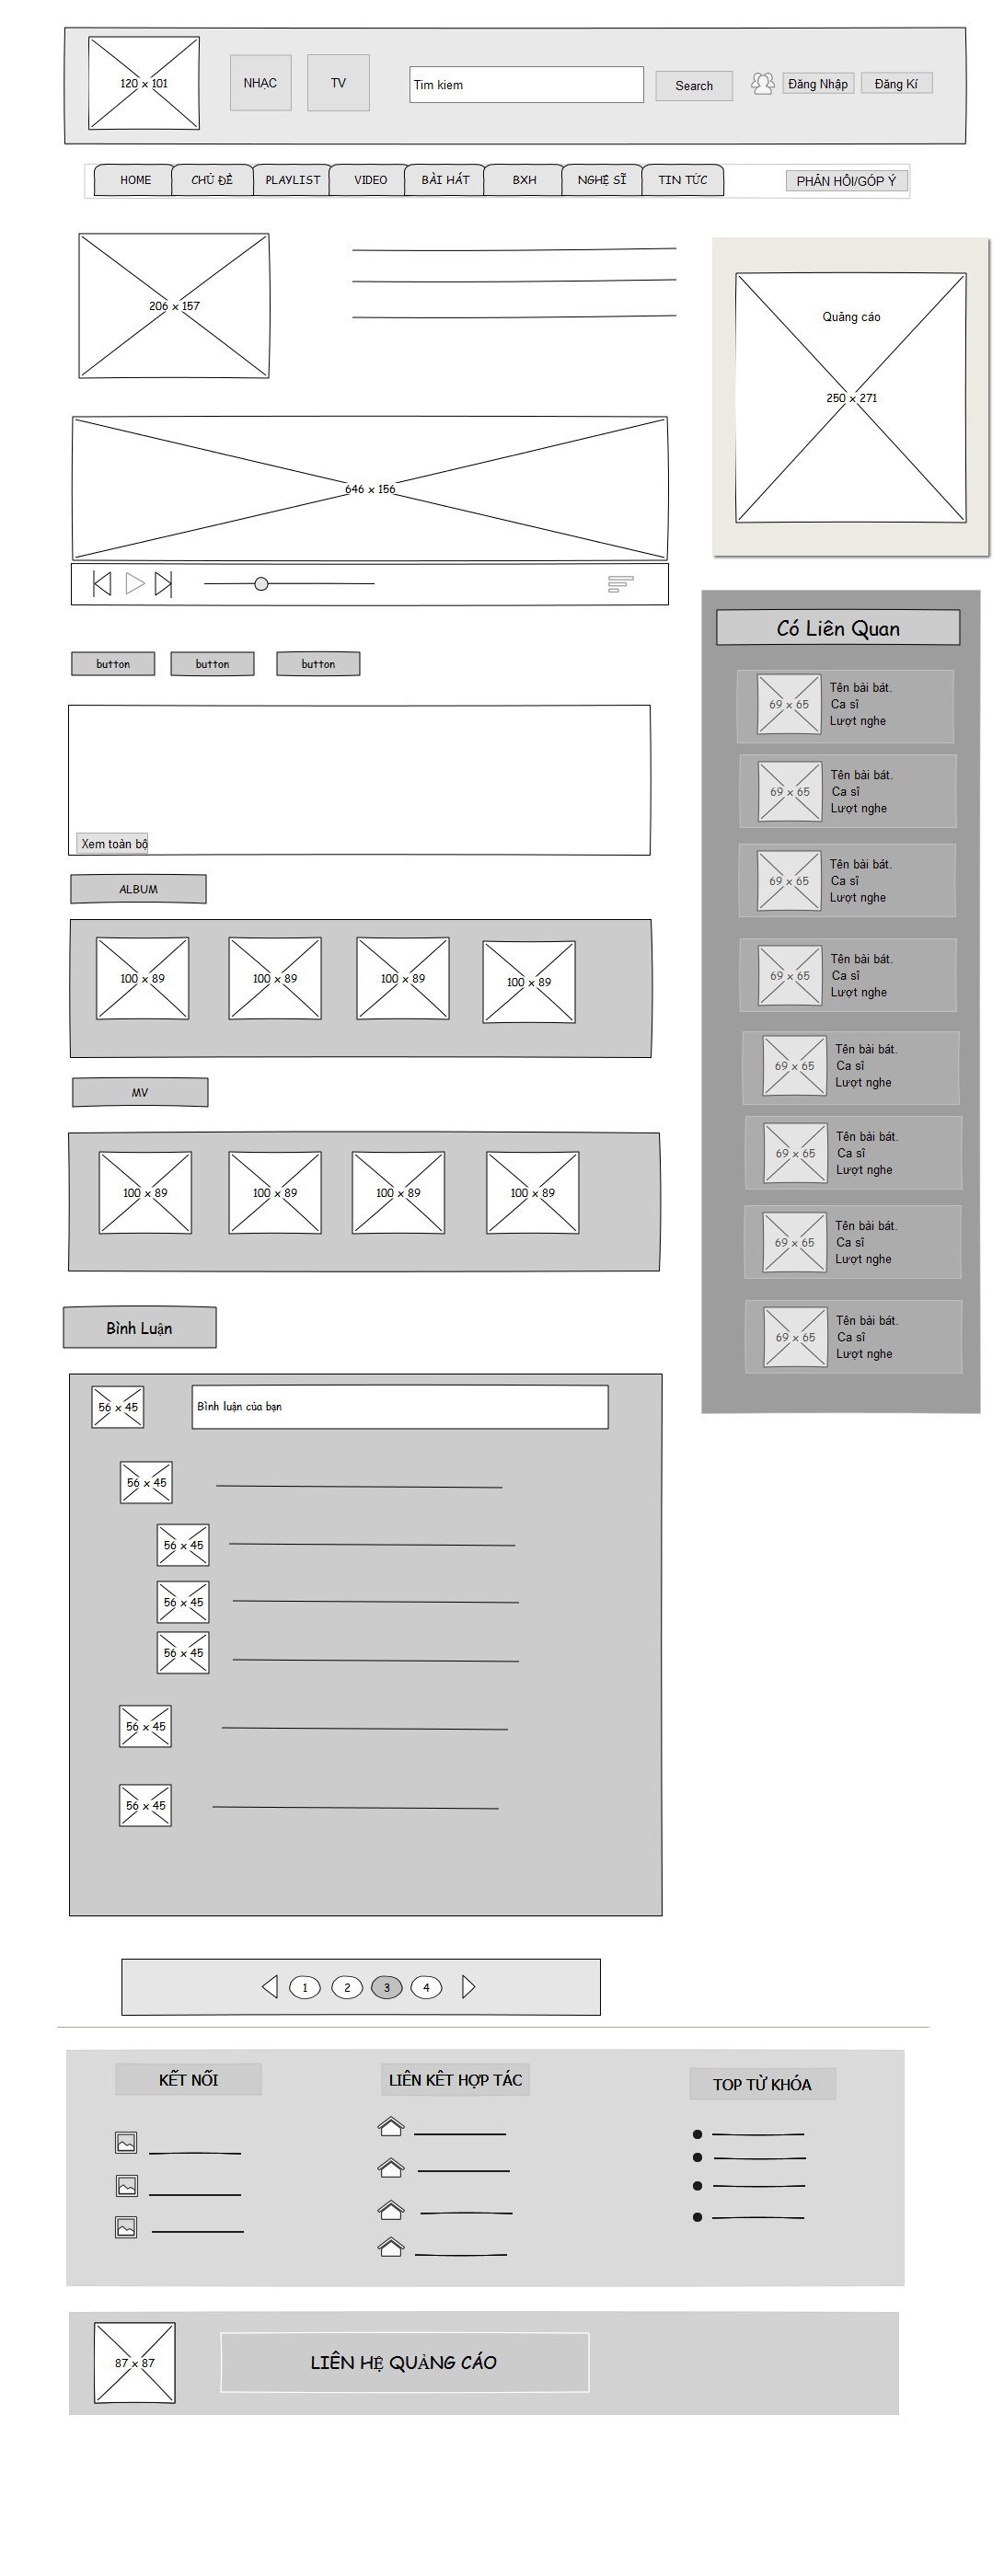 120 x 101
NHẠC
TV
Tim kiem
Search
Đăng Nhập
Đăng Kí
HOME
CHỦ ĐỀ
PLAYLIST
VIDEO
BÀI HÁT
BXH
NGHỆ SĨ
TIN TỨC
PHẢN HỒI/GÓP Ý
206 x 157
Quảng cáo
250 x 271
646 x 156
button
button
button
Xem toàn bộ
ALBUM
100 x 89
100 x 89
100 x 89
100 x 89
MV
100 x 89
100 x 89
100 x 89
100 x 89
Có Liên Quan
69 x 65
Tên bài bát.
Ca sĩ
Lượt nghe
69 x 65
Tên bài bát.
Ca sĩ
Lượt nghe
69 x 65
Tên bài bát.
Ca sĩ
Lượt nghe
69 x 65
Tên bài bát.
Ca sĩ
Lượt nghe
69 x 65
Tên bài bát.
Ca sĩ
Lượt nghe
69 x 65
Tên bài bát.
Ca sĩ
Lượt nghe
69 x 65
Tên bài bát.
Ca sĩ
Lượt nghe
69 x 65
Tên bài bát.
Ca sĩ
Lượt nghe
Bình Luận
56 x 45
Bình luận của bạn
56 x 45
56 x 45
56 x 45
56 x 45
56 x 45
56 x 45
1
2
3
4
KẾT NỐI
LIÊN KẾT HỢP TÁC
TOP TỪ KHÓA
87 x 87
LIÊN HỆ QUẢNG CÁO